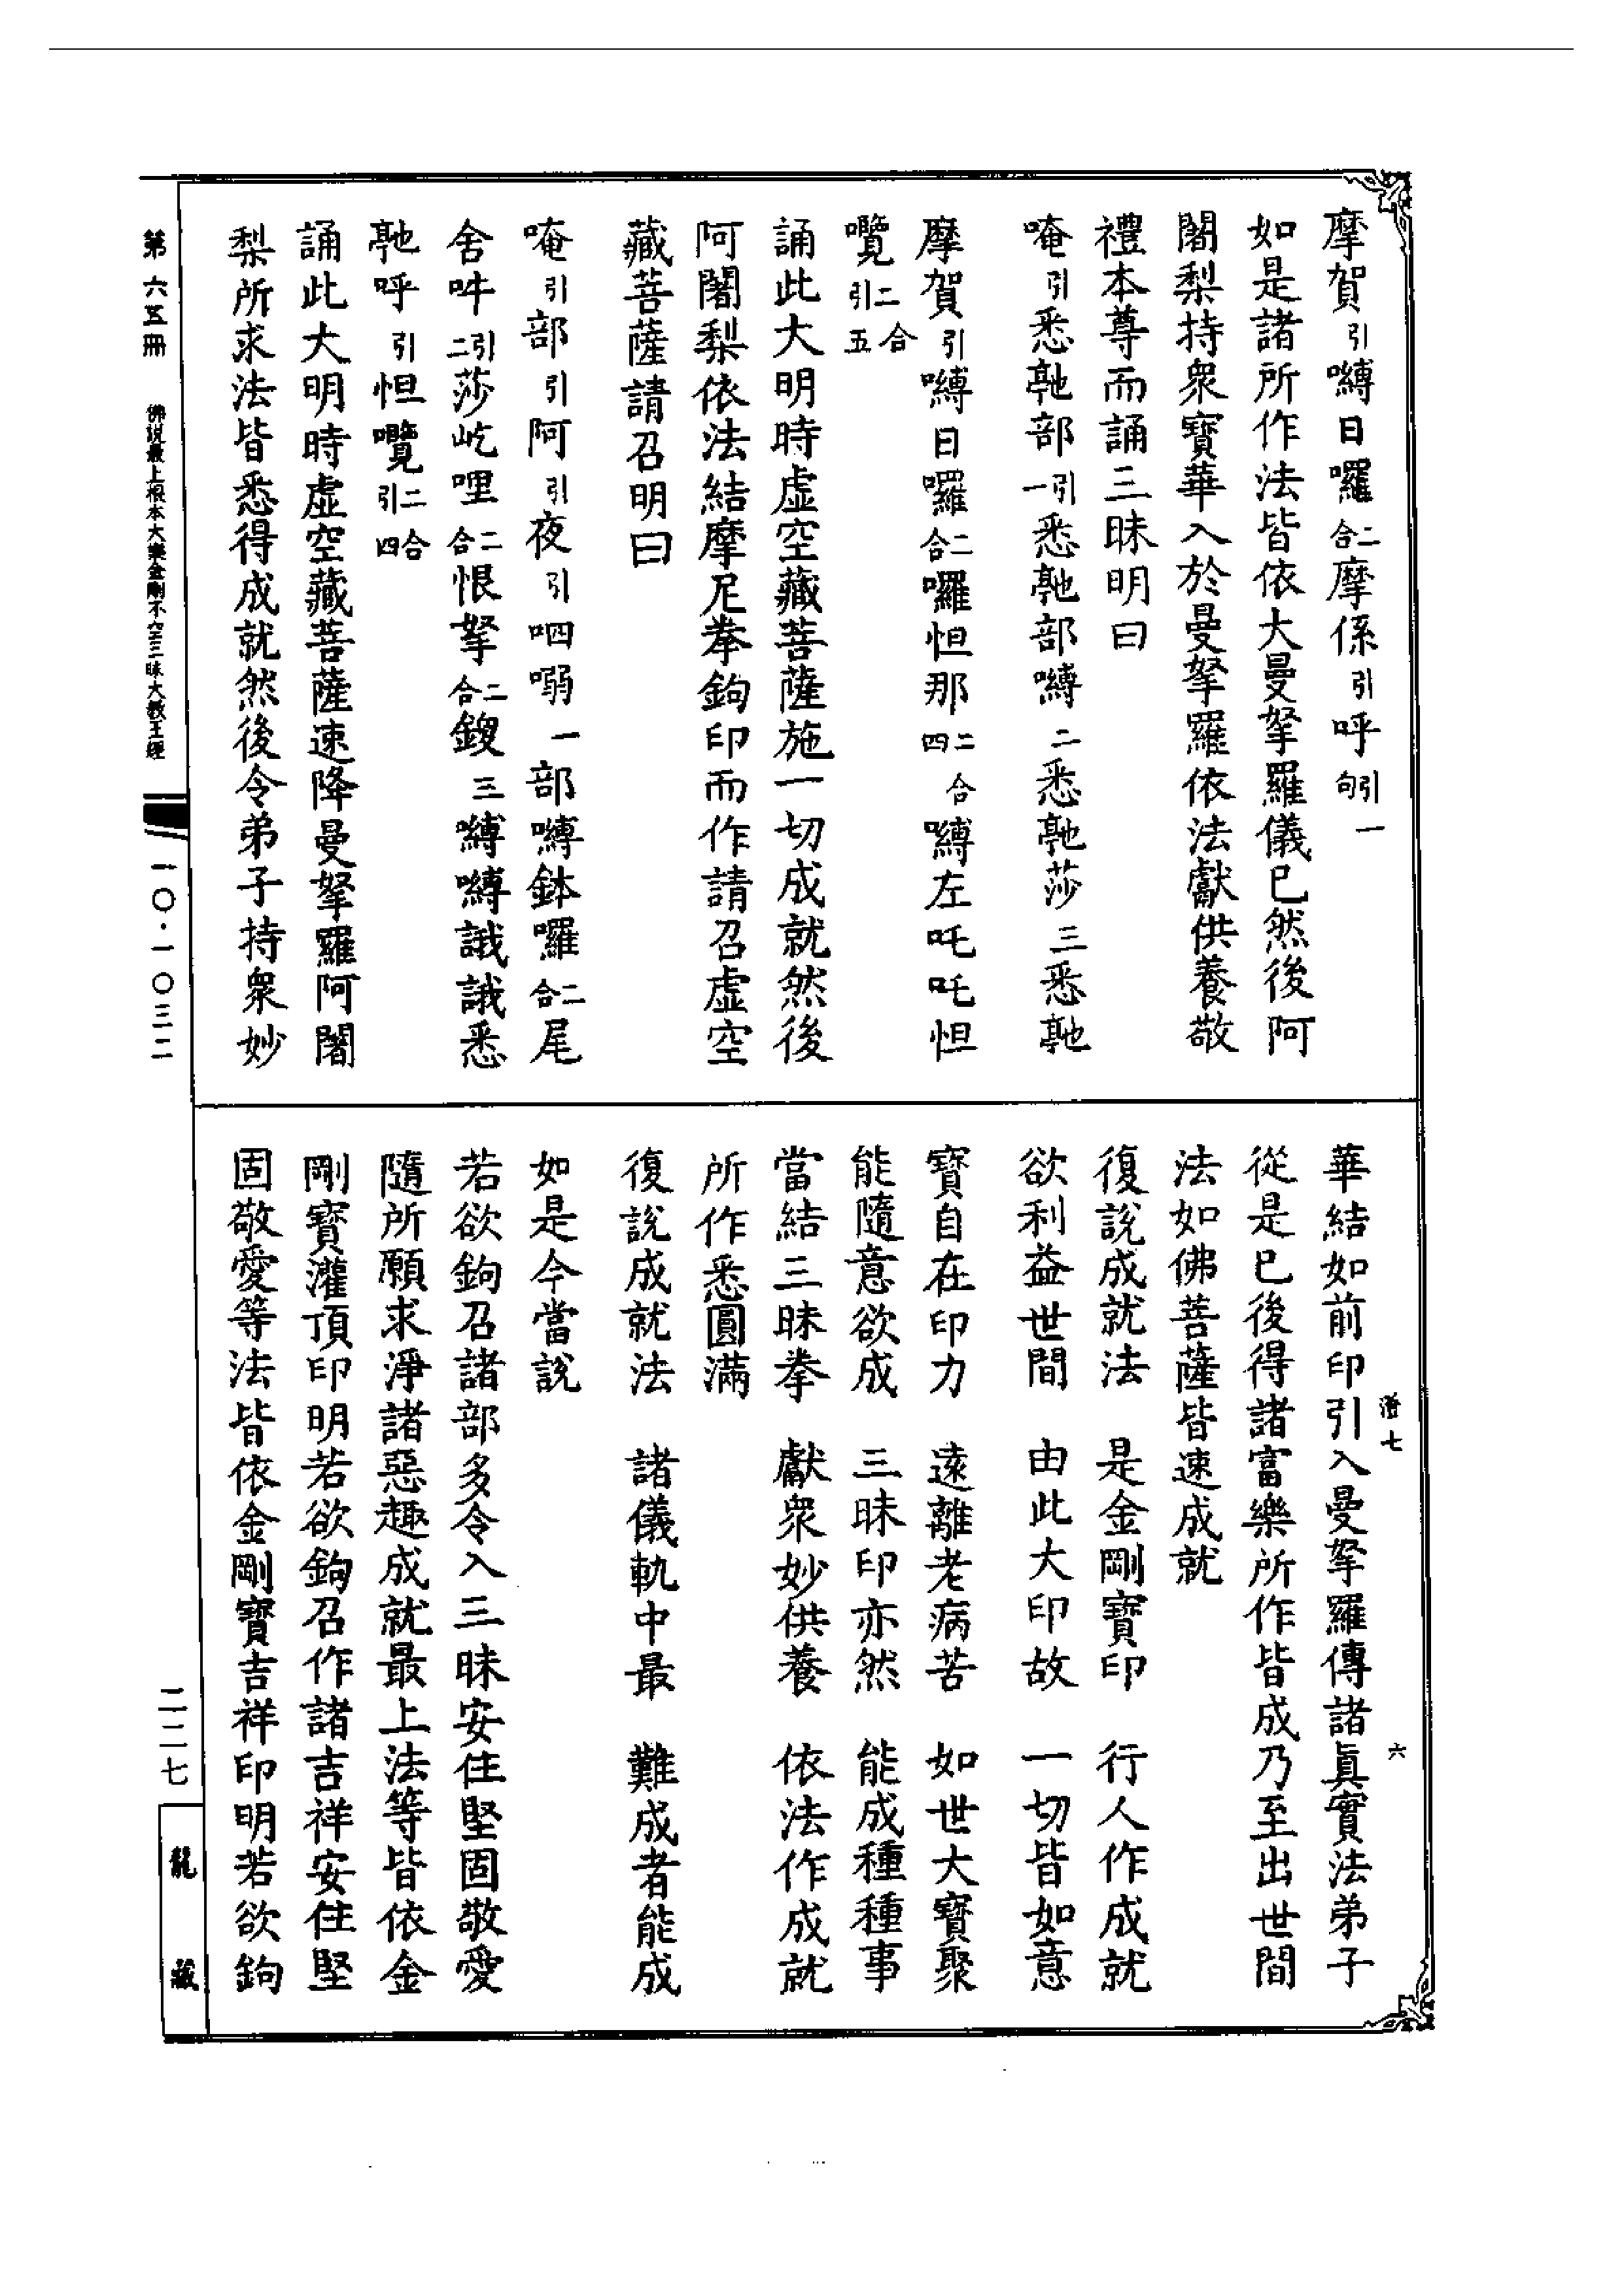 摩賀引嚩日囉二合摩係引呼引句一
如是諸所作法皆依大曼拏羅儀已然後阿
闍梨持衆寶華入於曼拏羅依法獻供養敬
禮本尊而誦三昧明曰
唵引悉䭾部引一悉䭾部嚩二悉䭾莎三悉䭾
摩賀引嚩日囉二合囉怛那二合四嚩左吒吒怛
㘕二合引五
誦此大明時虛空藏菩薩施一切成就然後
阿闍梨依法結摩尼拳鉤印而作請召虛空
藏菩薩請召明曰
唵引部引阿引夜引呬嗍一部嚩鉢囉二合尾
舍吽引二莎屹哩二合恨拏二合鍐三嚩嚩誐誐悉
䭾呼引怛㘕二合引四
誦此大明時虛空藏菩薩速降曼拏羅阿闍
梨所求法皆悉得成就然後令弟子持衆妙
華結如前印引入曼拏羅傳諸眞實法弟子
從是已後得諸富樂所作皆成乃至出世間
法如佛菩薩皆速成就
復說成就法　是金剛寶印　行人作成就
欲利益世間　由此大印故　一切皆如意
寶自在印力　遠離老病苦　如世大寶聚
能隨意欲成　三昧印亦然　能成種種事
當結三昧拳　獻衆妙供養　依法作成就
所作悉圓滿
復說成就法　諸儀軌中最　難成者能成
如是今當說
若欲鉤召諸部多令入三昧安住堅固敬愛
隨所願求淨諸惡趣成就最上法等皆依金
剛寶灌頂印明若欲鉤召作諸吉祥安住堅
固敬愛等法皆依金剛寶吉祥印明若欲鉤
七
六
第六五冊
佛說最上根本大樂金剛不空三昧大教王經
一〇·一〇三二
二二七
龍藏